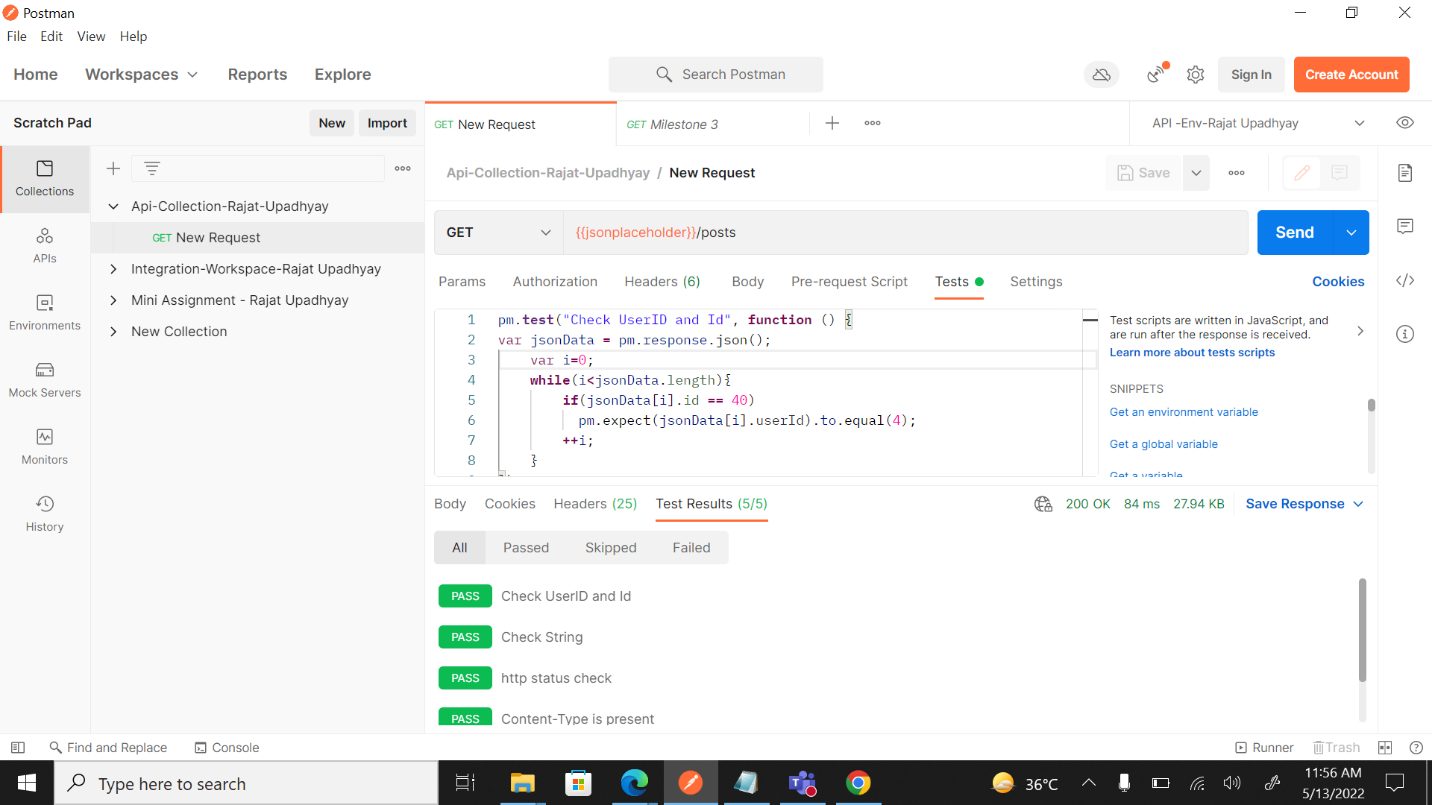 Postman
File Edit View Help
Home Workspaces Reports Explore
Search Postman
Sign In
Create Account
Scratch Pad
New
Import
GET New Request
GET Milestone 3
API -Env-Rajat Upadhyay
Collections
APIs
Environments
Mock Servers
Monitors
History
Api-Collection-Rajat-Upadhyay
GET New Request
Integration-Workspace-Rajat Upadhyay
Mini Assignment - Rajat Upadhyay
New Collection
Api-Collection-Rajat-Upadhyay / New Request
Save
GET
{{jsonplaceholder}}/posts
Send
Params Authorization Headers (6) Body Pre-request Script Tests Settings
Cookies
1 pm.test("Check UserID and Id", function () {
2 var jsonData = pm.response.json();
3 var i=0;
4 while(i<jsonData.length){
5 if(jsonData[i].id == 40)
6 pm.expect(jsonData[i].userId).to.equal(4);
7 ++i;
8 }
Test scripts are written in JavaScript, and
are run after the response is received.
Learn more about tests scripts
SNIPPETS
Get an environment variable
Get a global variable
Get a variable
Body Cookies Headers (25) Test Results (5/5)
200 OK 84 ms 27.94 KB Save Response
All Passed Skipped Failed
PASS Check UserID and Id
PASS Check String
PASS http status check
PASS Content-Type is present
Find and Replace Console
Runner Trash
Type here to search
36°C
11:56 AM
5/13/2022